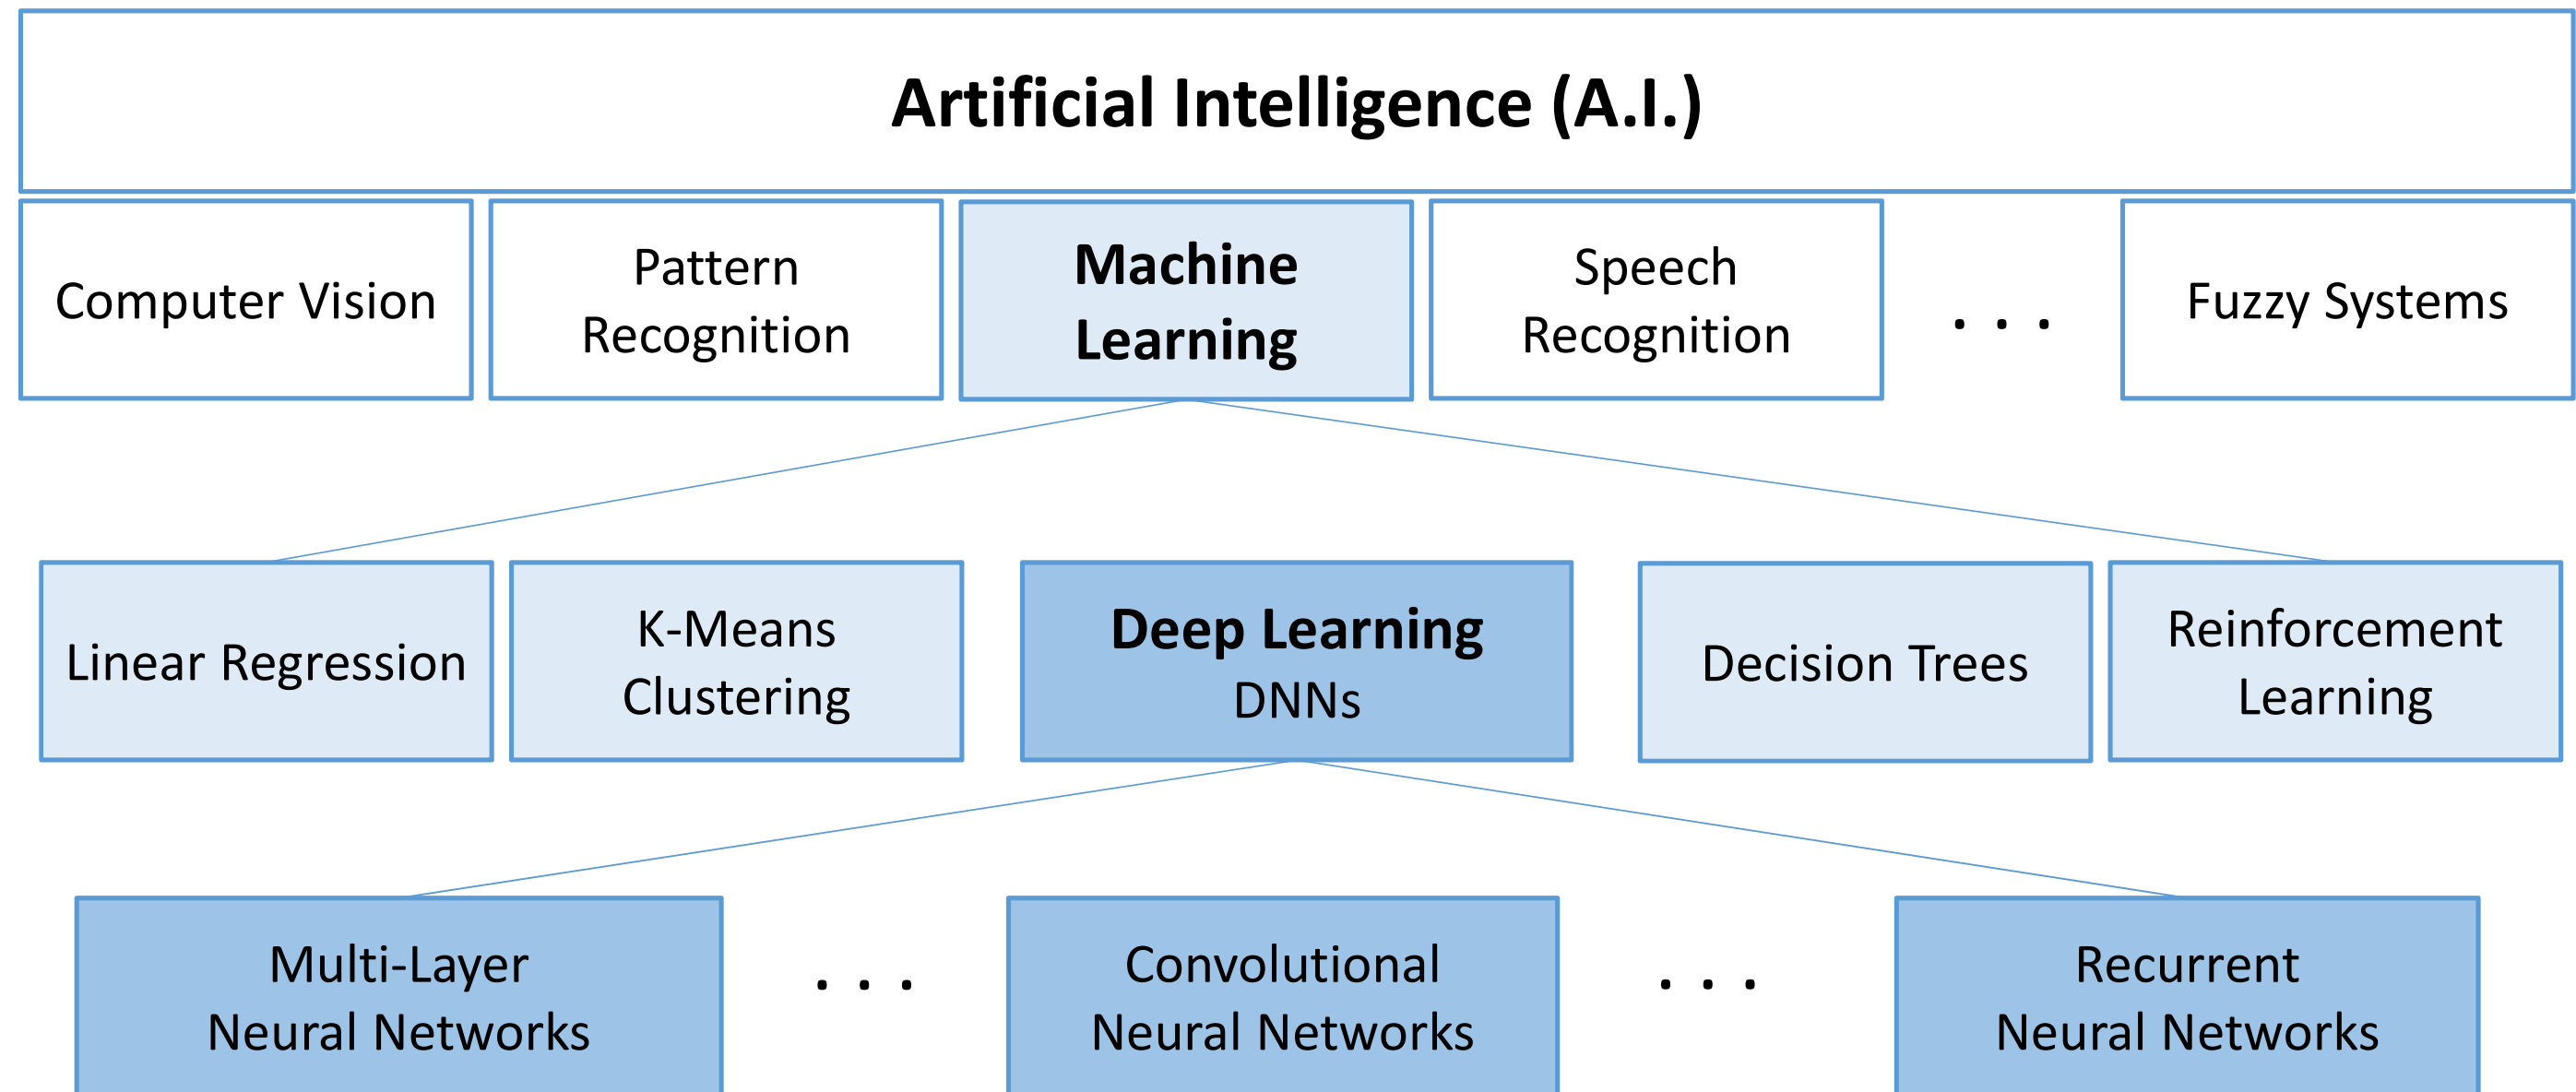 Artificial Intelligence (A.I.)
Computer Vision
Pattern
Recognition
Machine
Learning
Speech
Recognition
. . .
Fuzzy Systems
Linear Regression
K-Means
Clustering
Deep Learning
DNNs
Decision Trees
Reinforcement
Learning
Multi-Layer
Neural Networks
. . .
Convolutional
Neural Networks
. . .
Recurrent
Neural Networks